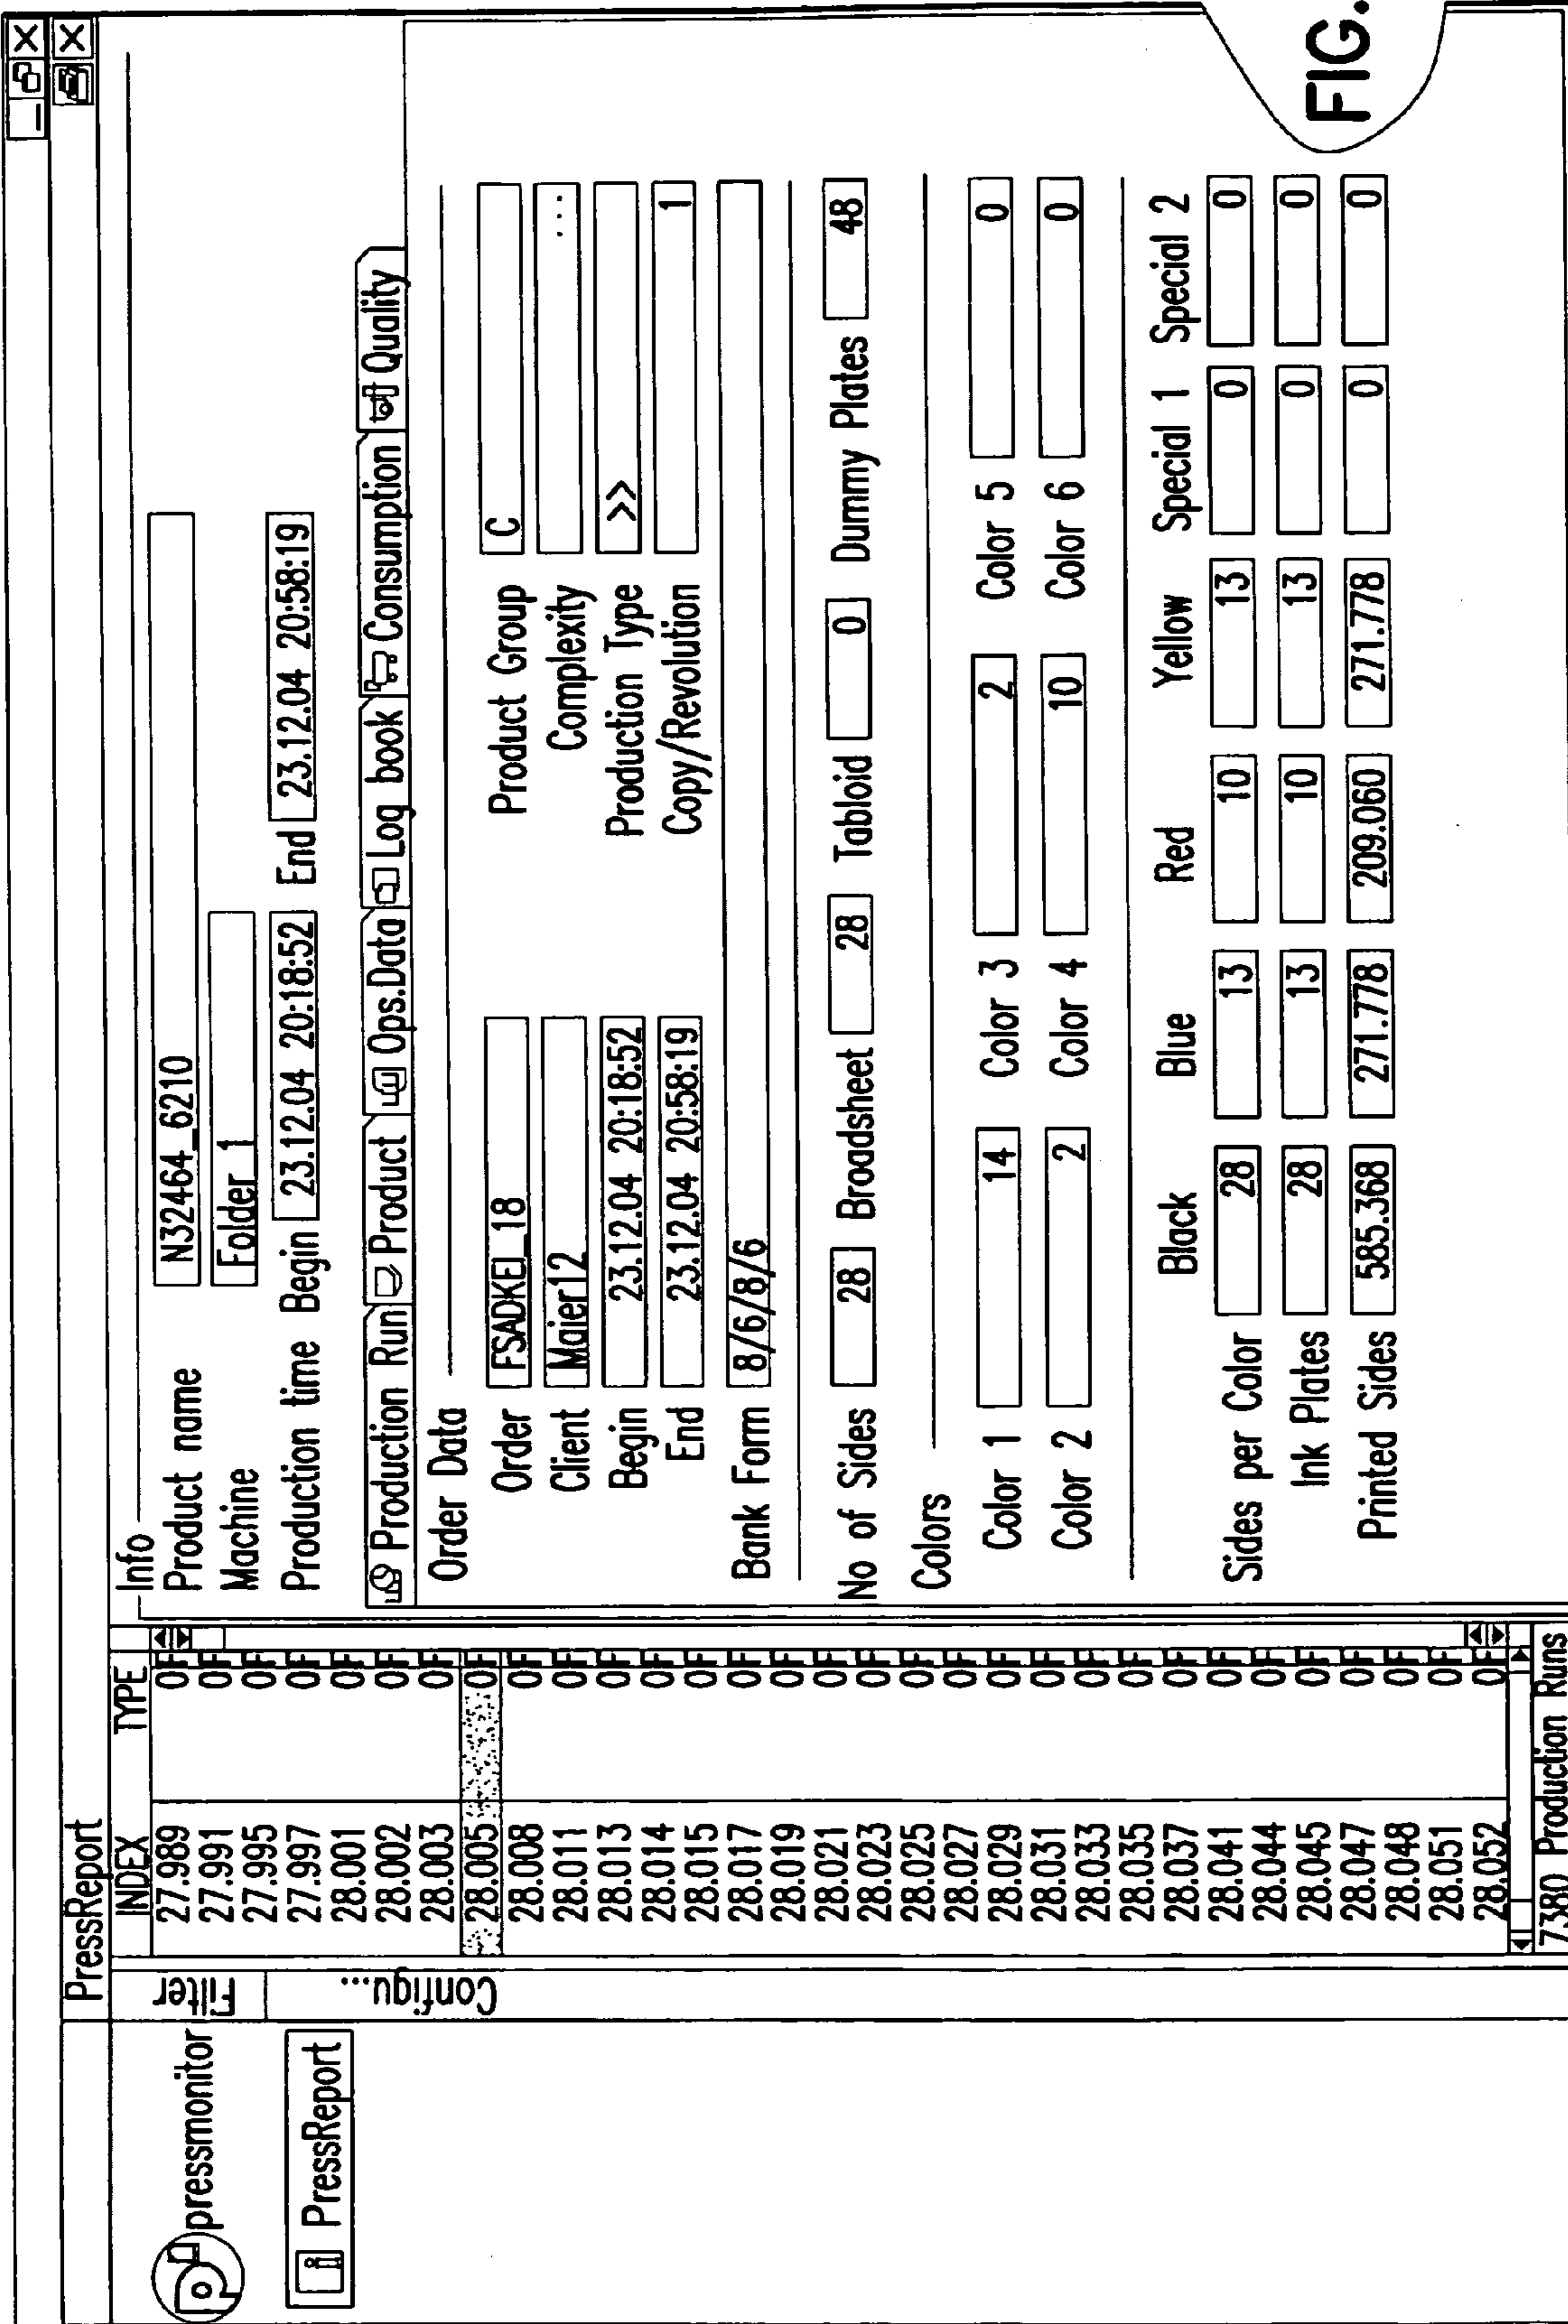 PressReport
pressmonitor
PressReport
Filter
Configu...
INDEX TYPE
27.989 OF
27.991 OF
27.995 OF
27.997 OF
28.001 OF
28.002 OF
28.003 OF
28.005 OF
28.008 OF
28.011 OF
28.013 OF
28.014 OF
28.015 OF
28.017 OF
28.019 OF
28.021 OF
28.023 OF
28.025 OF
28.027 OF
28.029 OF
28.031 OF
28.033 OF
28.035 OF
28.037 OF
28.041 OF
28.044 OF
28.045 OF
28.047 OF
28.048 OF
28.051 OF
28.052 OF
7380 Production Runs
Info
Product name N32464_6210
Machine Folder 1
Production time Begin 23.12.04 20:18:52 End 23.12.04 20:58:19
Production Run Product Ops.Data Log book Consumption Quality
Order Data
Order FSADKEI_18 Product Group C
Client Maier12 Complexity ...
Begin 23.12.04 20:18:52 Production Type >>
End 23.12.04 20:58:19 Copy/Revolution 1
Bank Form 8/6/8/6
No of Sides 28 Broadsheet 28 Tabloid 0 Dummy Plates 48
Colors
Color 1 14 Color 3 2 Color 5 0
Color 2 2 Color 4 10 Color 6 0
Black Blue Red Yellow Special 1 Special 2
Sides per Color 28 13 10 13 0 0
Ink Plates 28 13 10 13 0 0
Printed Sides 585.368 271.778 209.060 271.778 0 0
FIG.